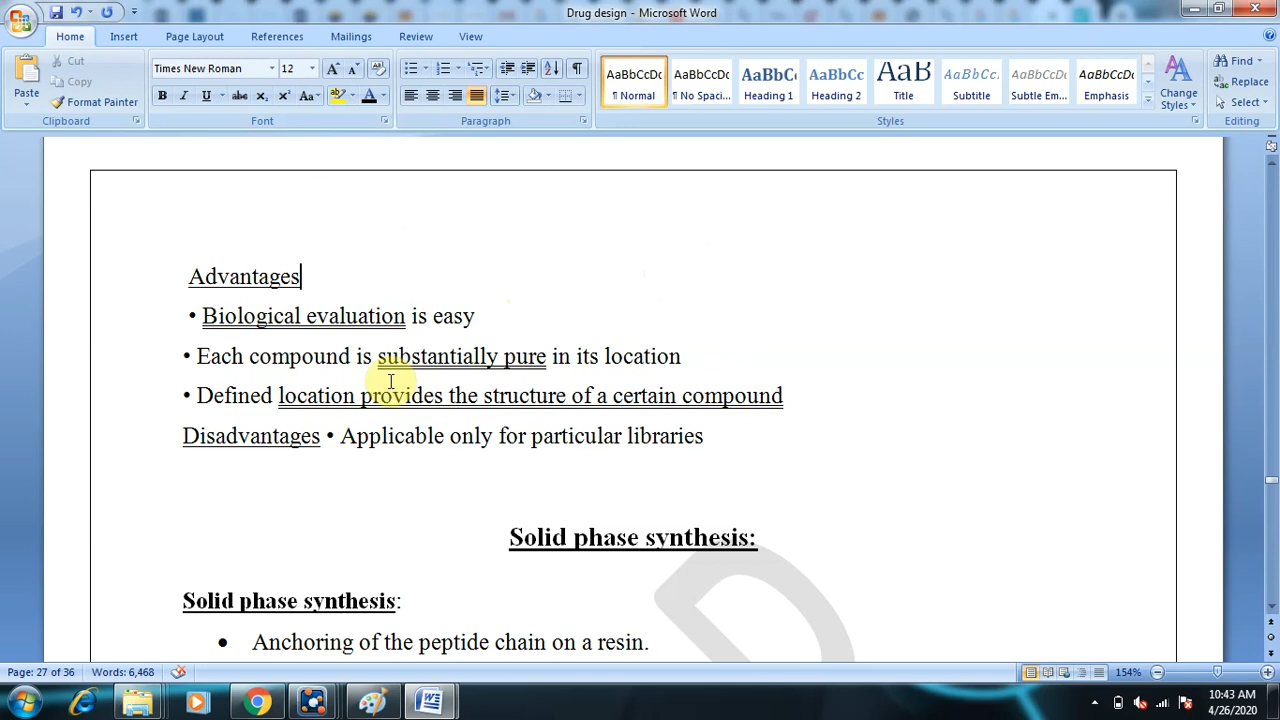 Drug design - Microsoft Word
Home Insert Page Layout References Mailings Review View
Paste
Cut
Copy
Format Painter
Clipboard
Times New Roman 12
Font
Paragraph
AaBbCcDc AaBbCcDc AaBbC AaBbCc AaB AaBbCc. AaBbCcDc AaBbCcDc
¶ Normal ¶ No Spaci... Heading 1 Heading 2 Title Subtitle Subtle Em... Emphasis
Styles
Change Styles
Find
Replace
Select
Editing
Advantages
• Biological evaluation is easy
• Each compound is substantially pure in its location
• Defined location provides the structure of a certain compound
Disadvantages • Applicable only for particular libraries
Solid phase synthesis:
Solid phase synthesis:
• Anchoring of the peptide chain on a resin.
Page: 27 of 36 Words: 6,468
154%
10:43 AM
4/26/2020